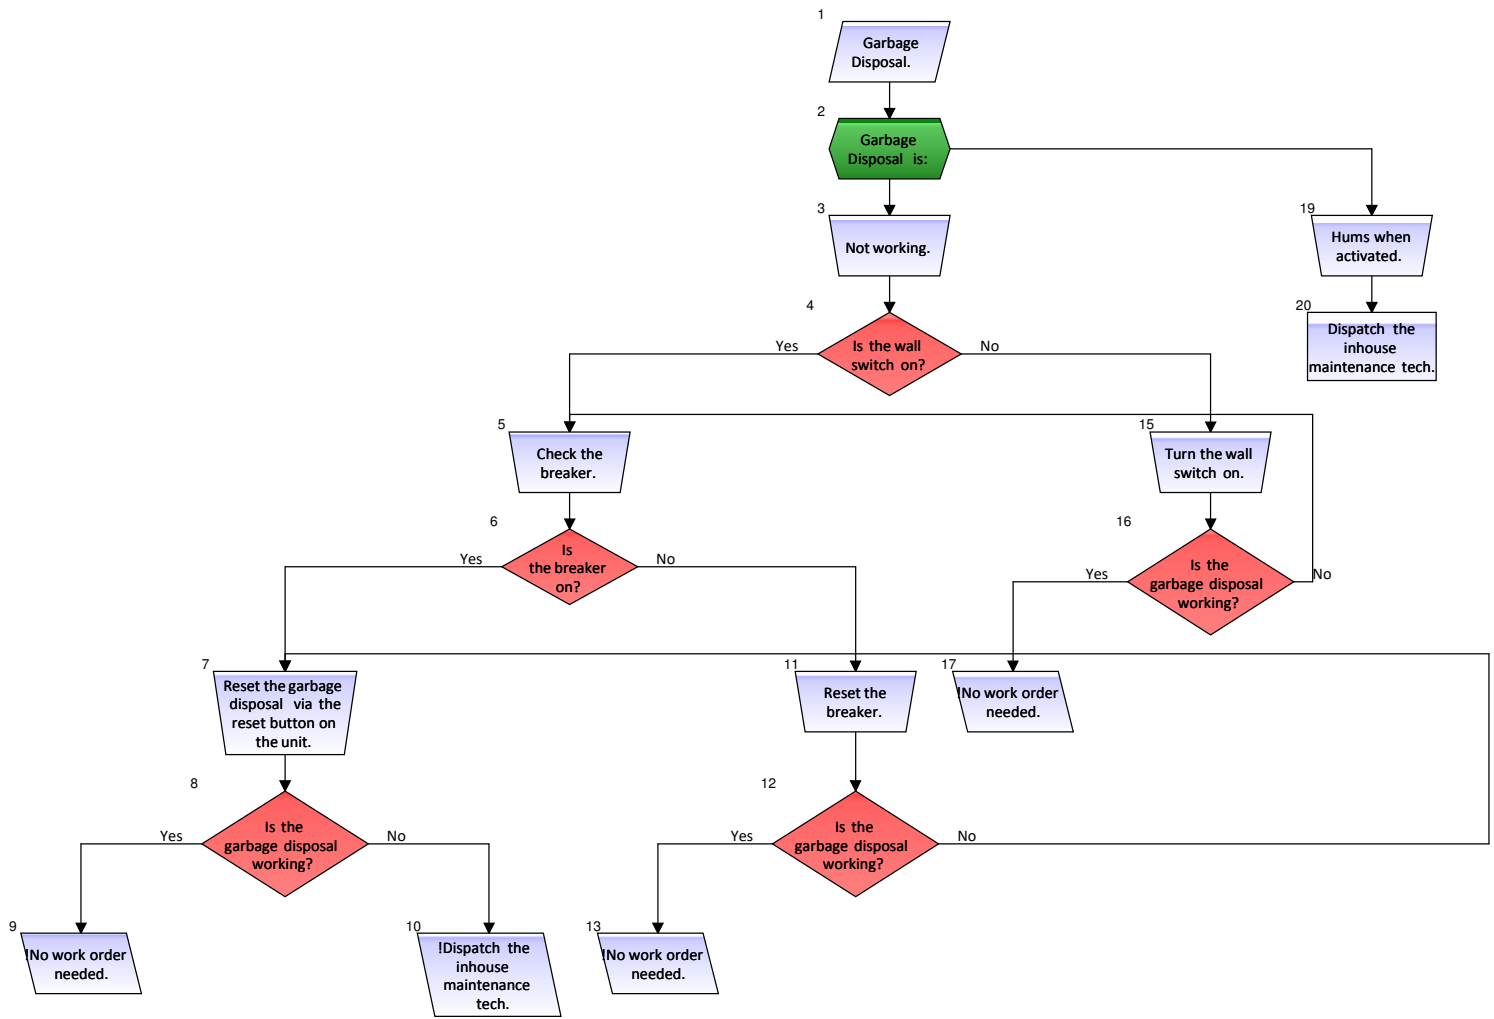 1
Garbage
Disposal.
2
Garbage
Disposal is:
3
Not working.
19
Hums when
activated.
4
Is the wall
switch on?
Yes
No
20
Dispatch the
inhouse
maintenance tech.
5
Check the
breaker.
15
Turn the wall
switch on.
6
Is
the breaker
on?
Yes
No
16
Is the
garbage disposal
working?
Yes
No
7
Reset the garbage
disposal via the
reset button on
the unit.
11
Reset the
breaker.
17
!No work order
needed.
8
Is the
garbage disposal
working?
Yes
No
12
Is the
garbage disposal
working?
Yes
No
9
!No work order
needed.
10
!Dispatch the
inhouse
maintenance
tech.
13
!No work order
needed.